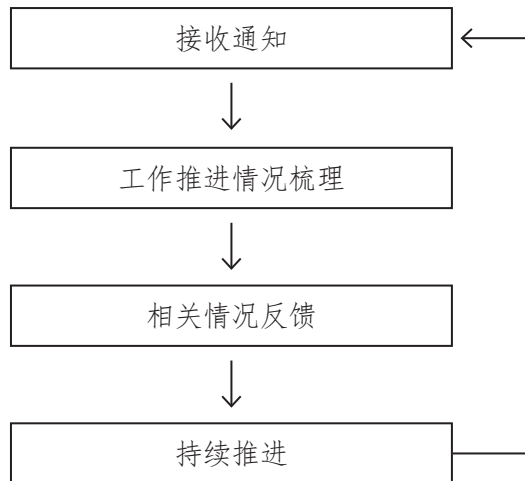 接收通知
工作推进情况梳理
相关情况反馈
持续推进